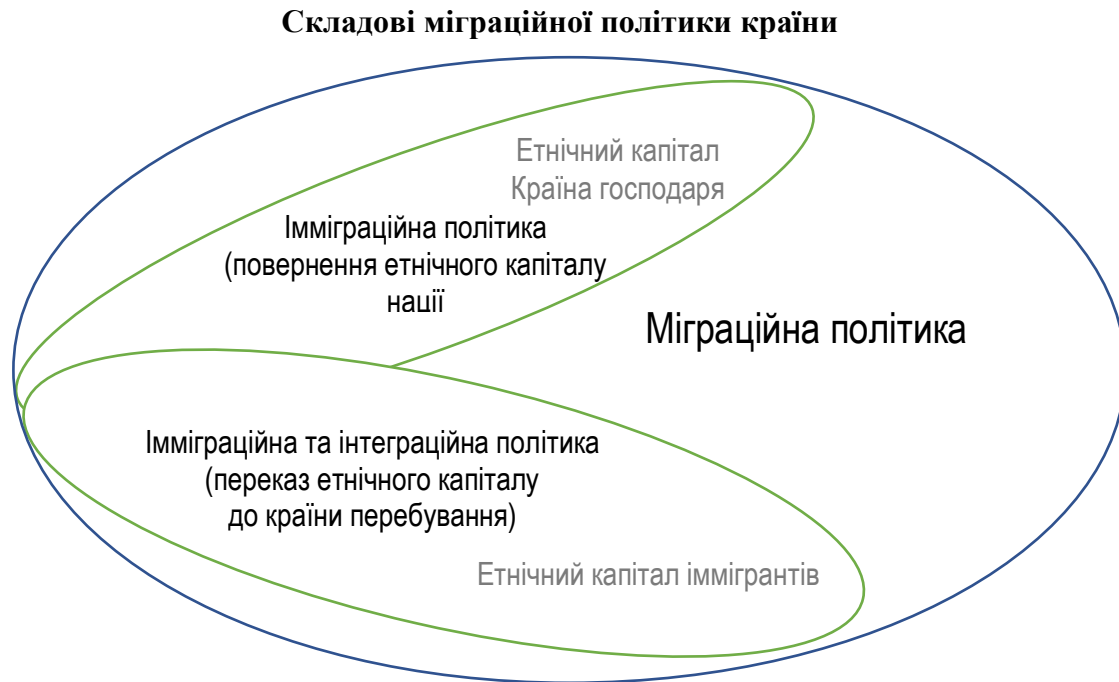 Складові міграційної політики країни
Етнічний капітал
Країна господаря
Імміграційна політика
(повернення етнічного капіталу
нації
Міграційна політика
Імміграційна та інтеграційна політика
(переказ етнічного капіталу
до країни перебування)
Етнічний капітал іммігрантів